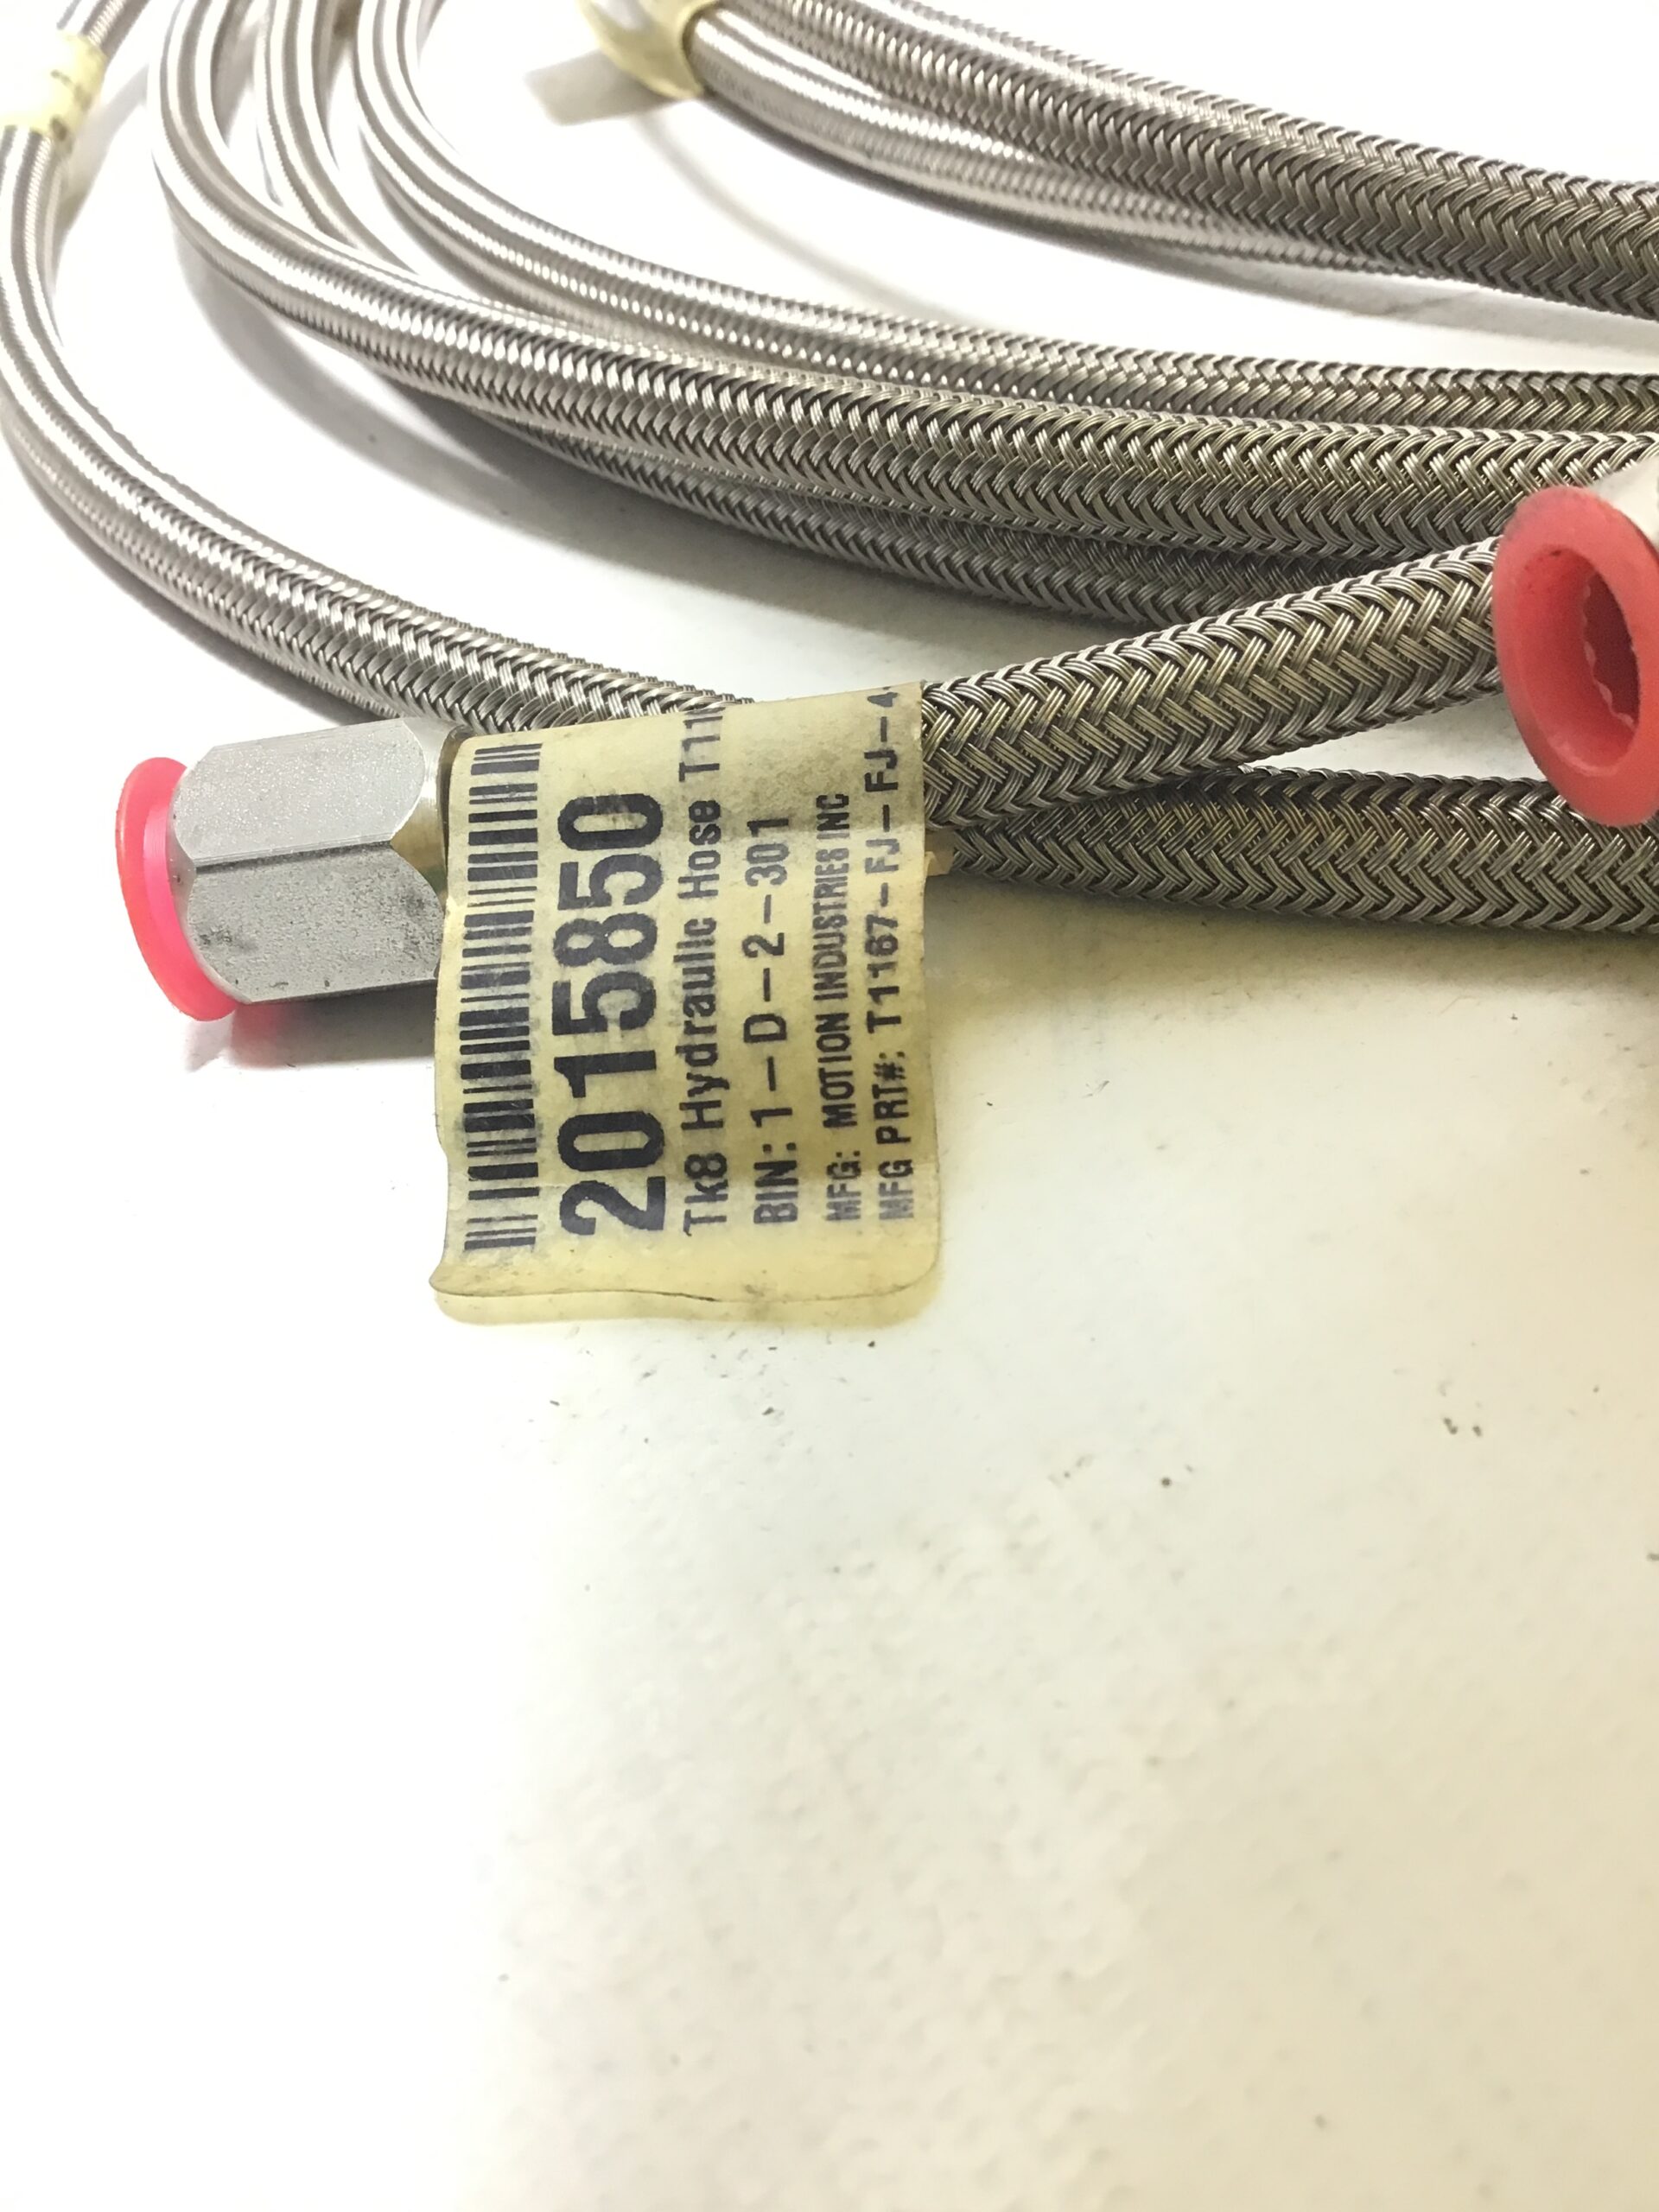 2015850
Tk8 Hydraulic Hose T11
BIN: 1-D-2-301
MFG: MOTION INDUSTRIES INC
MFG PRT#: T1167-FJ-FJ-4